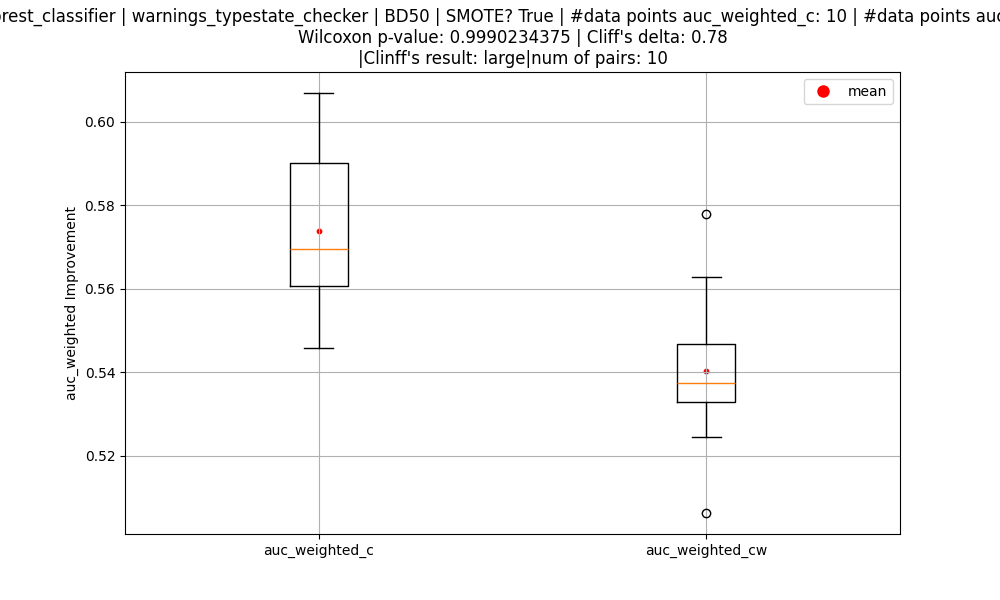 rest_classifier | warnings_typestate_checker | BD50 | SMOTE? True | #data points auc_weighted_c: 10 | #data points auc
Wilcoxon p-value: 0.9990234375 | Cliff's delta: 0.78
|Clinff's result: large|num of pairs: 10
mean
0.60
0.58
0.56
0.54
0.52
auc_weighted Improvement
auc_weighted_c
auc_weighted_cw